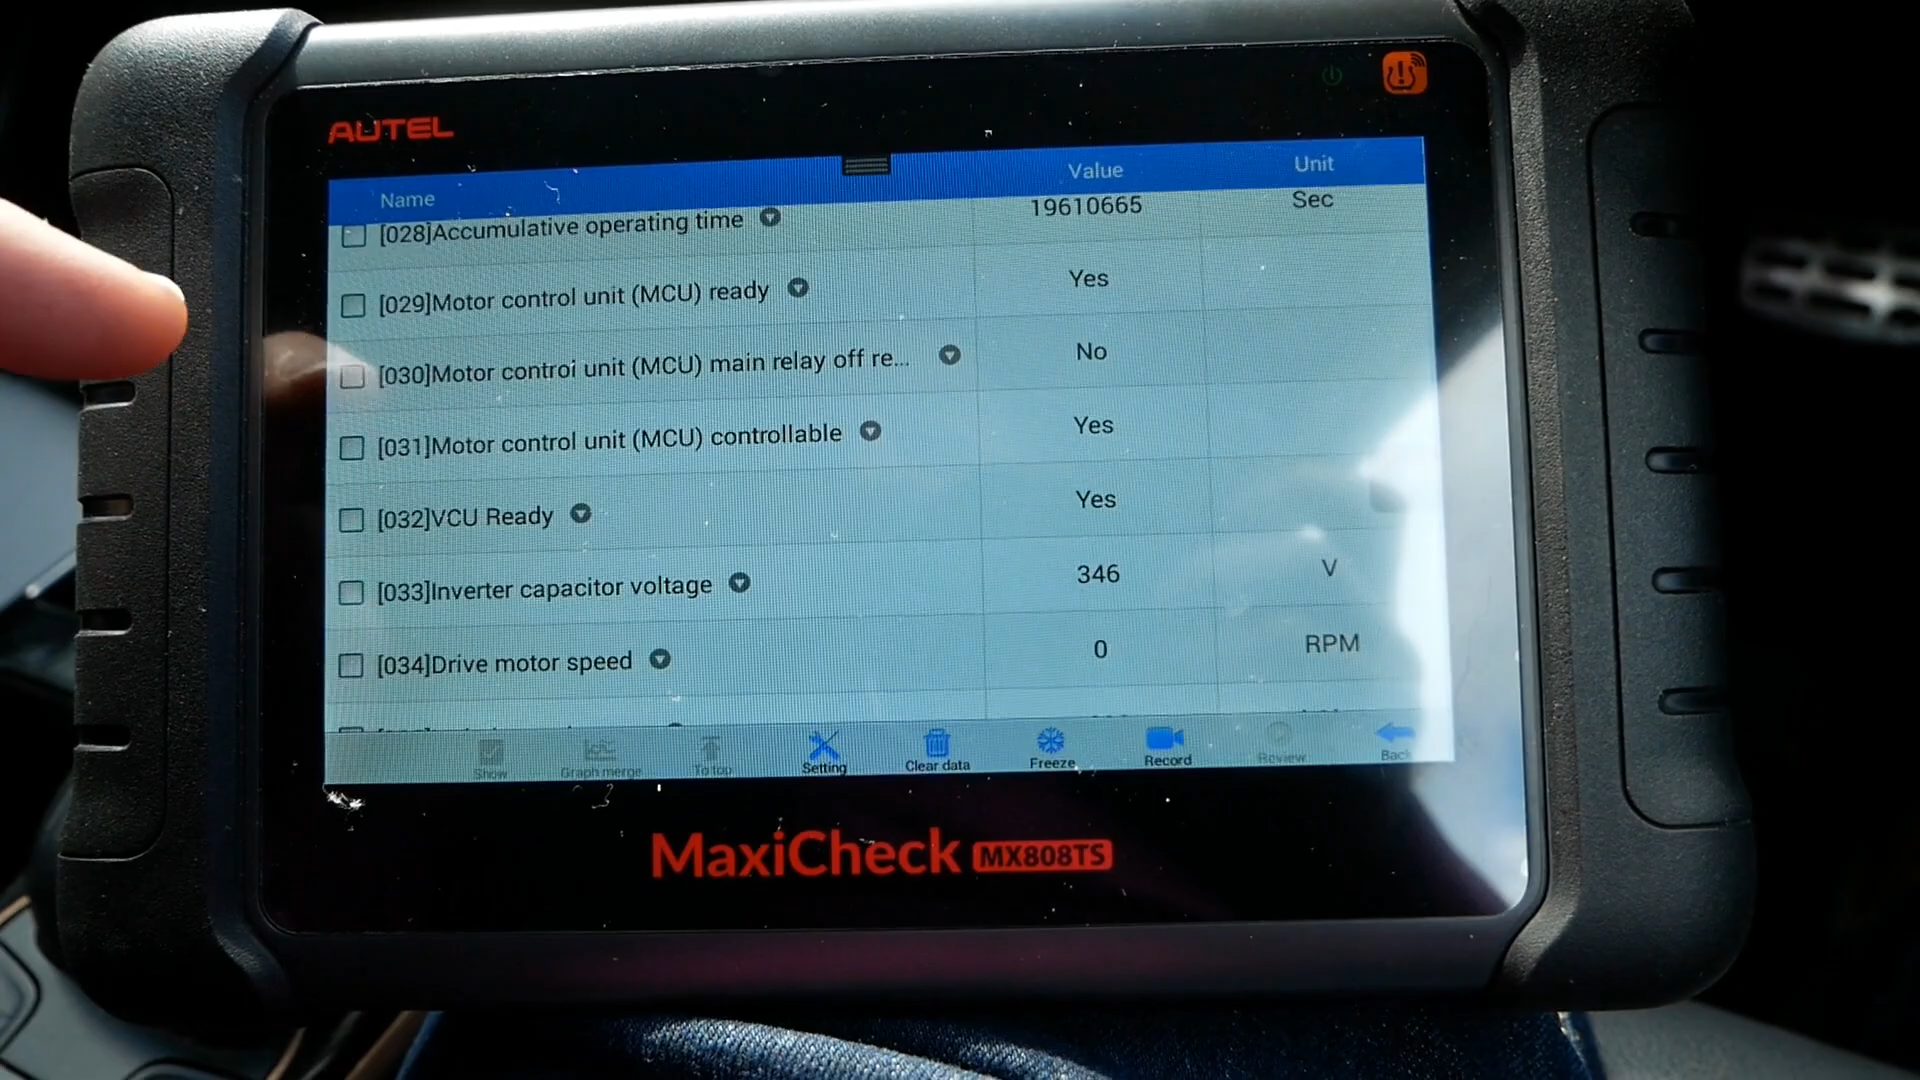 AUTEL
Name Value Unit
[028]Accumulative operating time 19610665 Sec
[029]Motor control unit (MCU) ready Yes
[030]Motor control unit (MCU) main relay off re... No
[031]Motor control unit (MCU) controllable Yes
[032]VCU Ready Yes
[033]Inverter capacitor voltage 346 V
[034]Drive motor speed 0 RPM
Show Graph merge To top Setting Clear data Freeze Record Review Back
MaxiCheck MX808TS